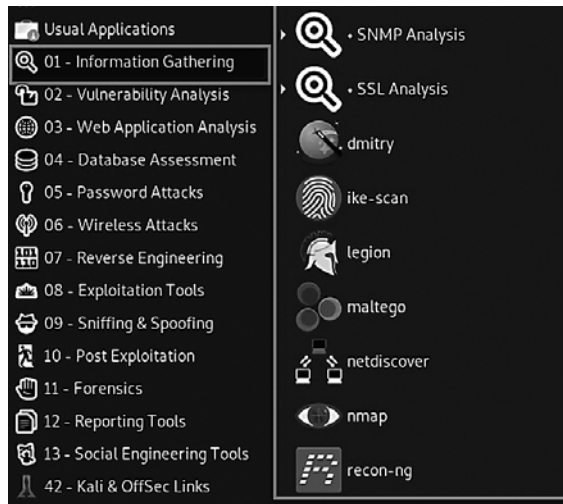 Usual Applications
01 - Information Gathering
02 - Vulnerability Analysis
03 - Web Application Analysis
04 - Database Assessment
05 - Password Attacks
06 - Wireless Attacks
07 - Reverse Engineering
08 - Exploitation Tools
09 - Sniffing & Spoofing
10 - Post Exploitation
11 - Forensics
12 - Reporting Tools
13 - Social Engineering Tools
42 - Kali & OffSec Links
• SNMP Analysis
• SSL Analysis
dmitry
ike-scan
legion
maltego
netdiscover
nmap
recon-ng